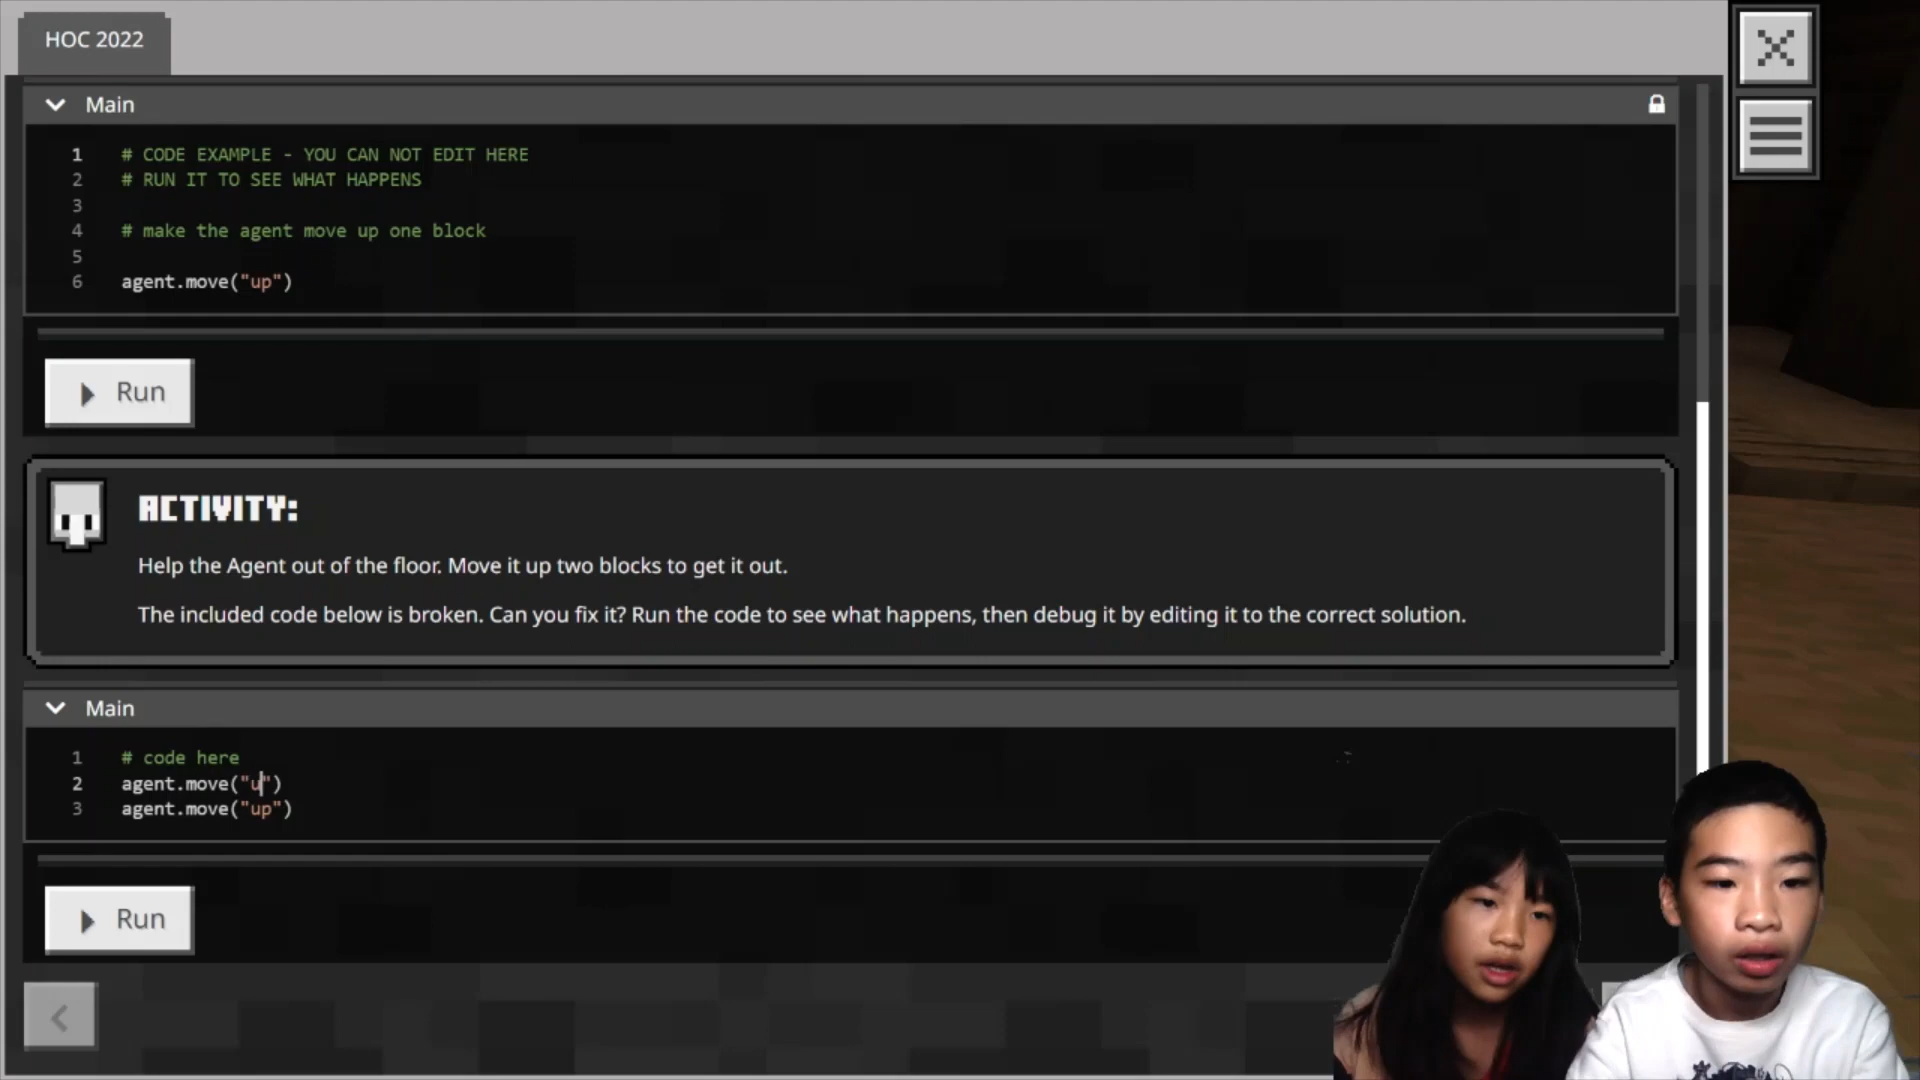 HOC 2022
Main
1 # CODE EXAMPLE - YOU CAN NOT EDIT HERE
2 # RUN IT TO SEE WHAT HAPPENS
3
4 # make the agent move up one block
5
6 agent.move("up")
Run
ACTIVITY:
Help the Agent out of the floor. Move it up two blocks to get it out.
The included code below is broken. Can you fix it? Run the code to see what happens, then debug it by editing it to the correct solution.
Main
1 # code here
2 agent.move("u")
3 agent.move("up")
Run